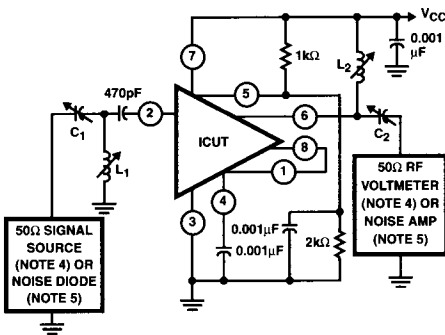 VCC
0.001
μF
1kΩ
L2
7
470pF
5
2
6
C1
C2
ICUT
8
1
L1
3
4
50Ω SIGNAL
SOURCE
(NOTE 4) OR
NOISE DIODE
(NOTE 5)
50Ω RF
VOLTMETER
(NOTE 4) OR
NOISE AMP
(NOTE 5)
0.001μF
0.001μF
2kΩ